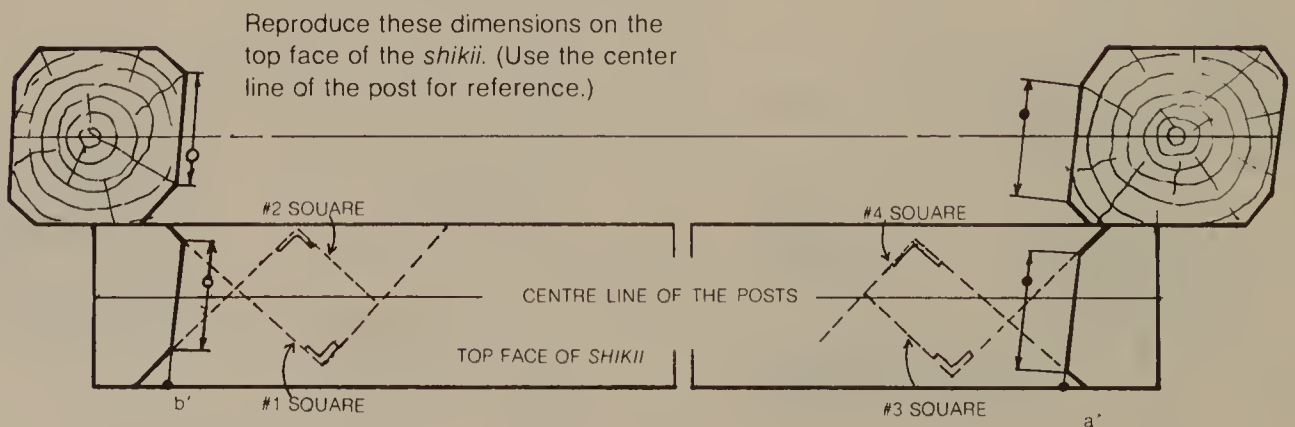 Reproduce these dimensions on the
top face of the shikii. (Use the center
line of the post for reference.)
#2 SQUARE
#4 SQUARE
CENTRE LINE OF THE POSTS
TOP FACE OF SHIKII
b'
#1 SQUARE
#3 SQUARE
a'